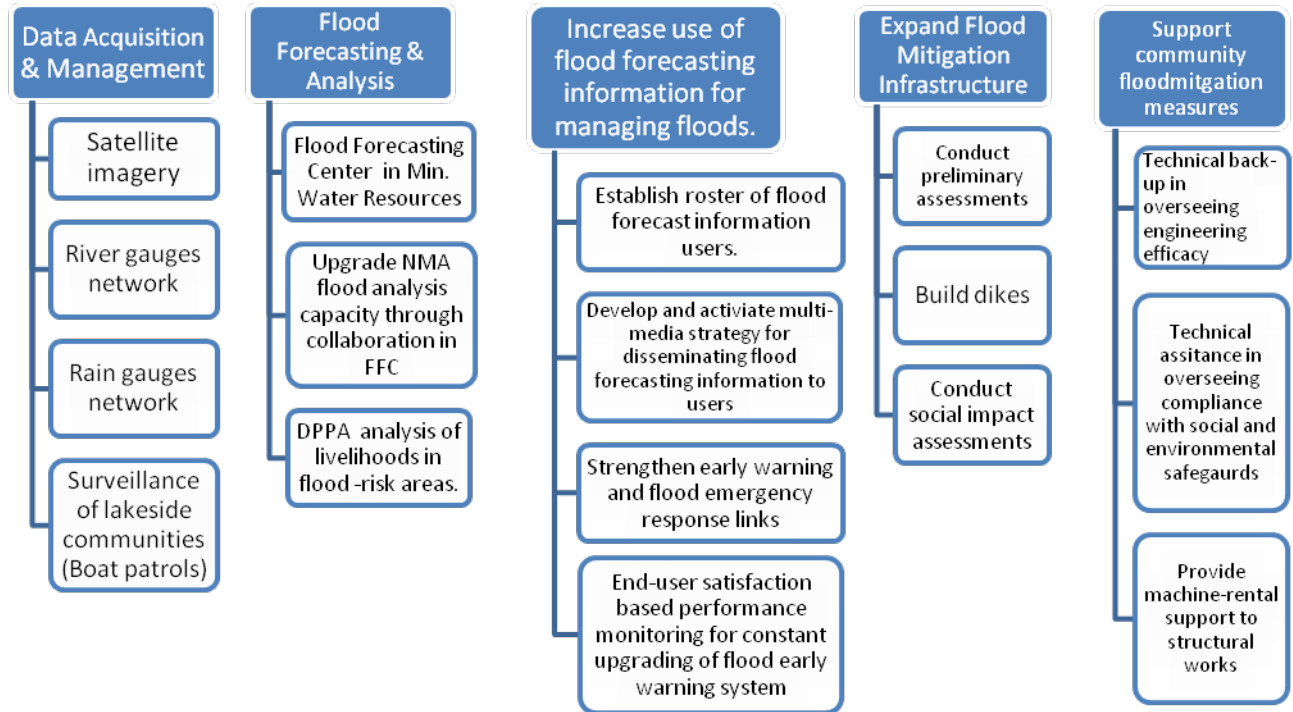 Data Acquisition
& Management
Satellite
imagery
River gauges
network
Rain gauges
network
Surveillance
of lakeside
communities
(Boat patrols)
Flood
Forecasting &
Analysis
Flood Forecasting
Center in Min.
Water Resources
Upgrade NMA
flood analysis
capacity through
collaboration in
FFC
DPPA analysis of
livelihoods in
flood -risk areas.
Increase use of
flood forecasting
information for
managing floods.
Establish roster of flood
forecast information
users.
Develop and activiate multi-
media strategy for
disseminating flood
forecasting information to
users
Strengthen early warning
and flood emergency
response links
End-user satisfaction
based performance
monitoring for constant
upgrading of flood early
warning system
Expand Flood
Mitigation
Infrastructure
Conduct
preliminary
assessments
Build dikes
Conduct
social impact
assessments
Support
community
floodmitgation
measures
Technical back-
up in
overseeing
engineering
efficacy
Technical
assitance in
overseeing
compliance
with social and
environmental
safegaurds
Provide
machine-rental
support to
structural
works